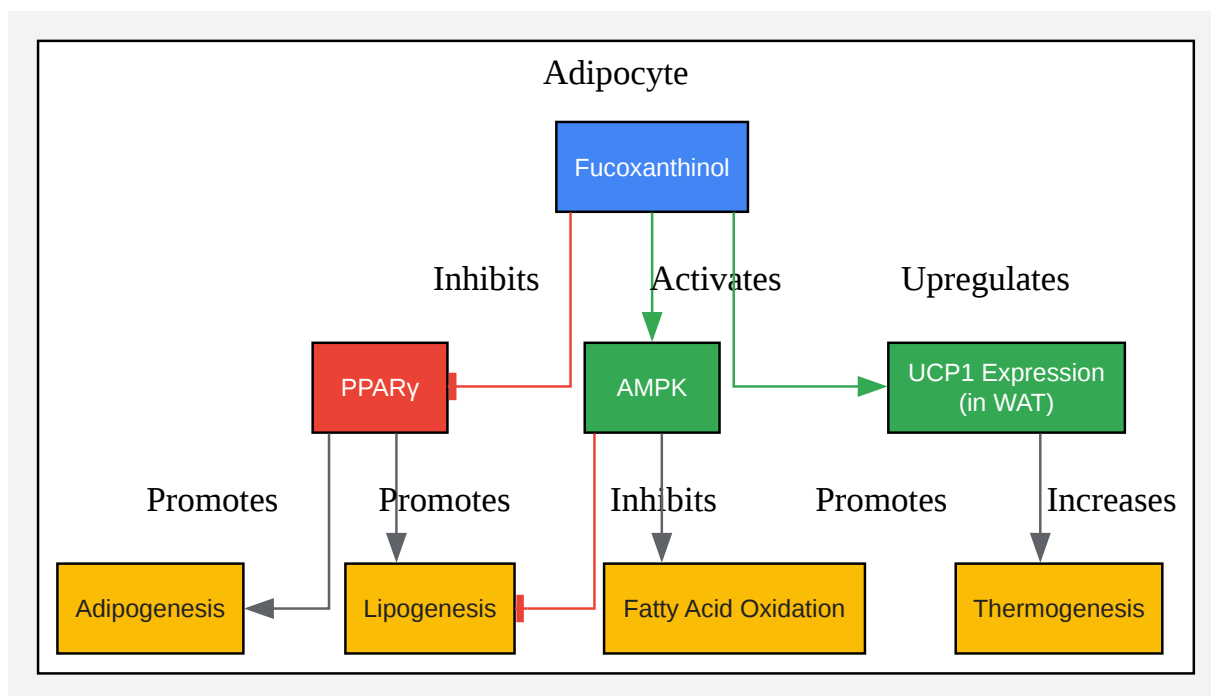 Adipocyte
Fucoxanthinol
Inhibits
Activates
Upregulates
PPARγ
AMPK
UCP1 Expression
(in WAT)
Promotes
Promotes
Inhibits
Promotes
Increases
Adipogenesis
Lipogenesis
Fatty Acid Oxidation
Thermogenesis